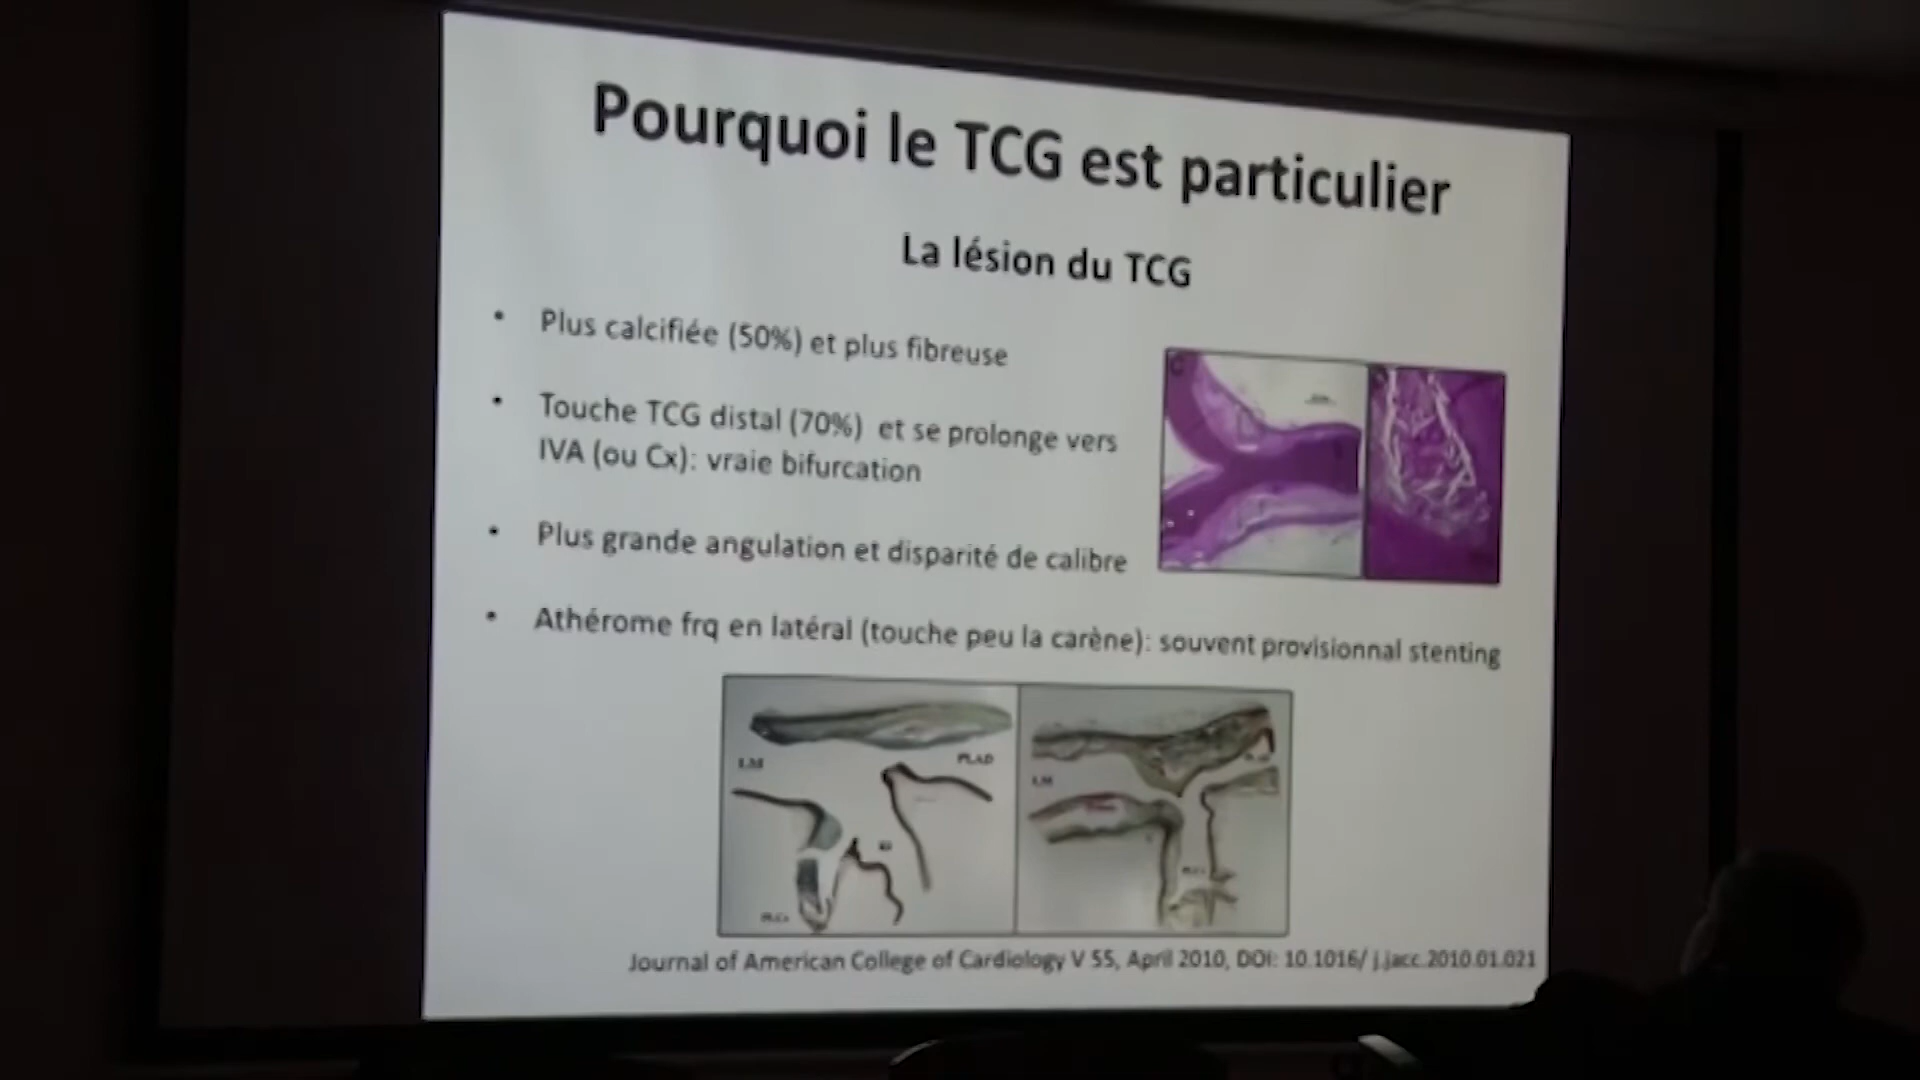 Pourquoi le TCG est particulier
La lésion du TCG
• Plus calcifiée (50%) et plus fibreuse
• Touche TCG distal (70%) et se prolonge vers
IVA (ou Cx): vraie bifurcation
• Plus grande angulation et disparité de calibre
• Athérome frq en latéral (touche peu la carène): souvent provisionnal stenting
C
LM
PLAD
LM
Journal of American College of Cardiology V 55, April 2010, DOI: 10.1016/ j.jacc.2010.01.021